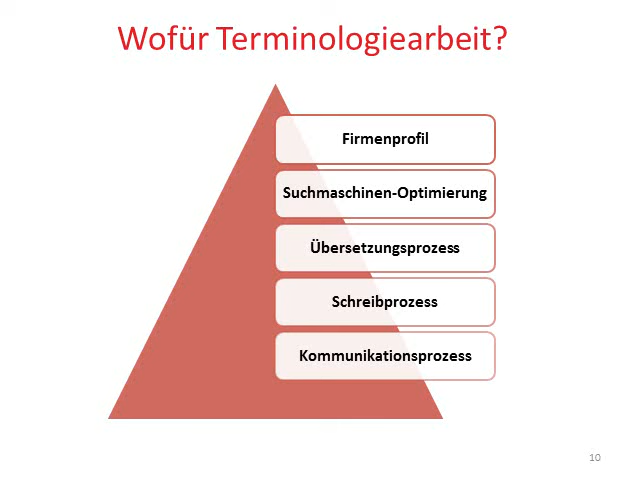 Wofür Terminologiearbeit?
Firmenprofil
Suchmaschinen-Optimierung
Übersetzungsprozess
Schreibprozess
Kommunikationsprozess
10